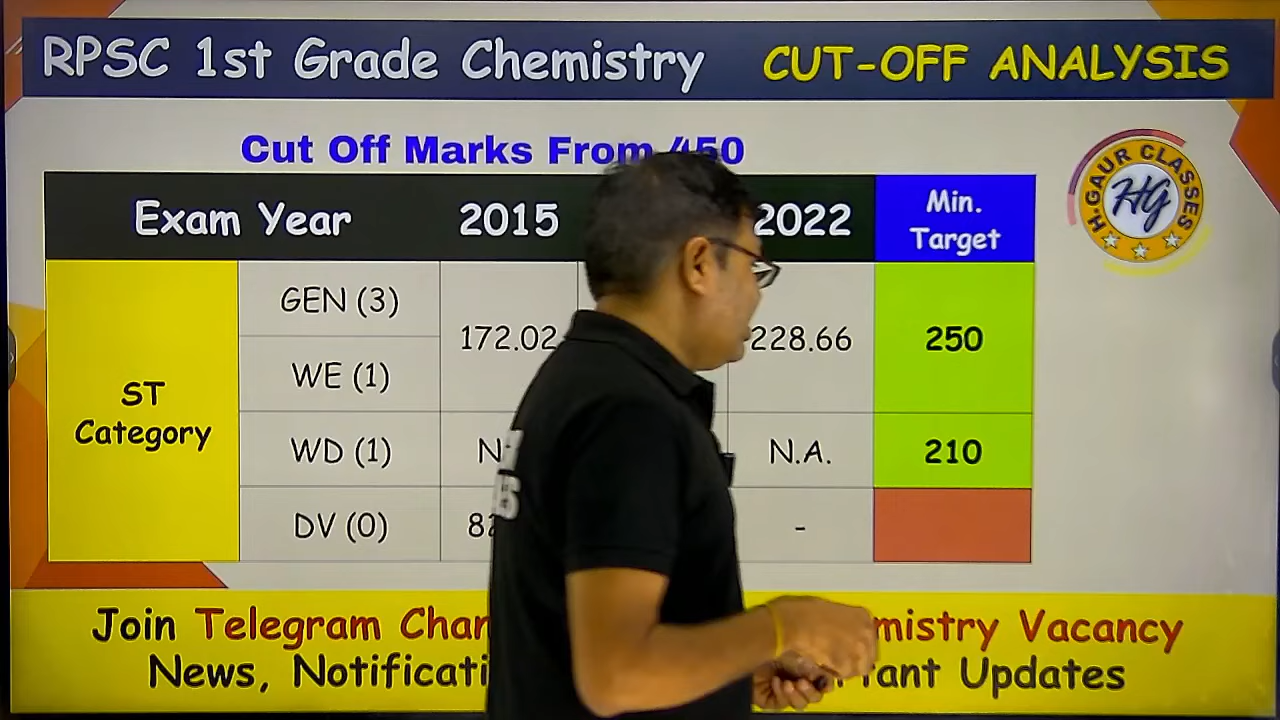 RPSC 1st Grade Chemistry CUT-OFF ANALYSIS
Cut Off Marks From 450
H.GAUR CLASSES
HG
Exam Year 2015 2022 Min. Target
ST Category
GEN (3) 172.02 228.66 250
WE (1)
WD (1) N.A. 210
DV (0) -
Join Telegram Vacancy
News, Updates